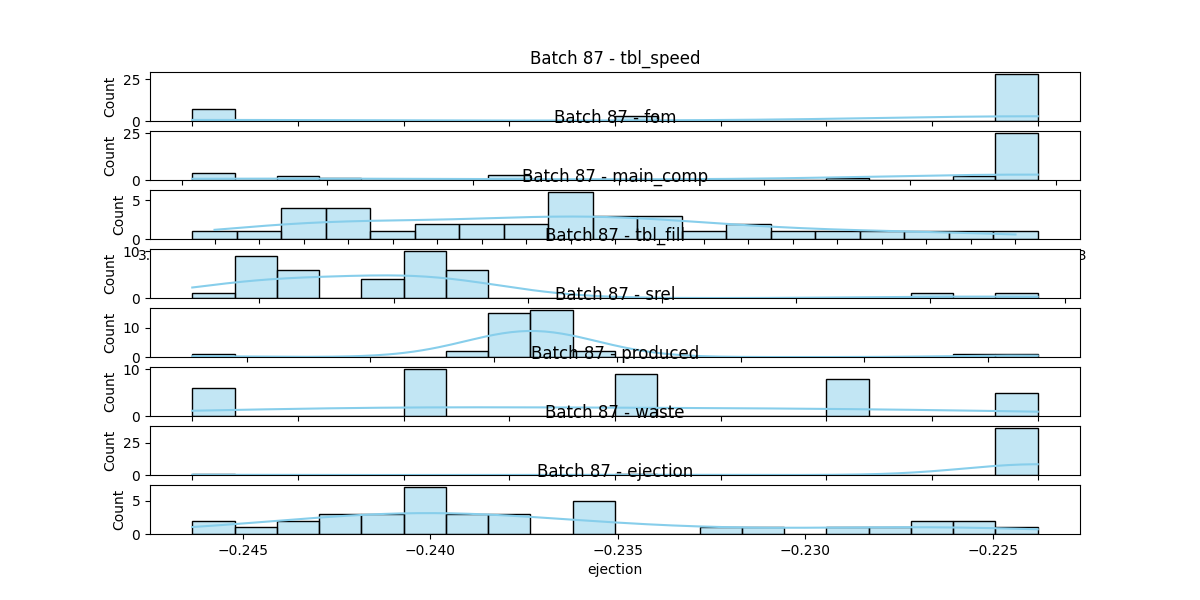 Batch 87 - tbl_speed
25
Count
0
Batch 87 - fom
25
Count
0
Batch 87 - main_comp
5
Count
0
3.
8
Batch 87 - tbl_fill
10
Count
0
Batch 87 - srel
10
Count
0
Batch 87 - produced
10
Count
0
Batch 87 - waste
25
Count
0
Batch 87 - ejection
5
Count
0
−0.245 −0.240 −0.235 −0.230 −0.225
ejection